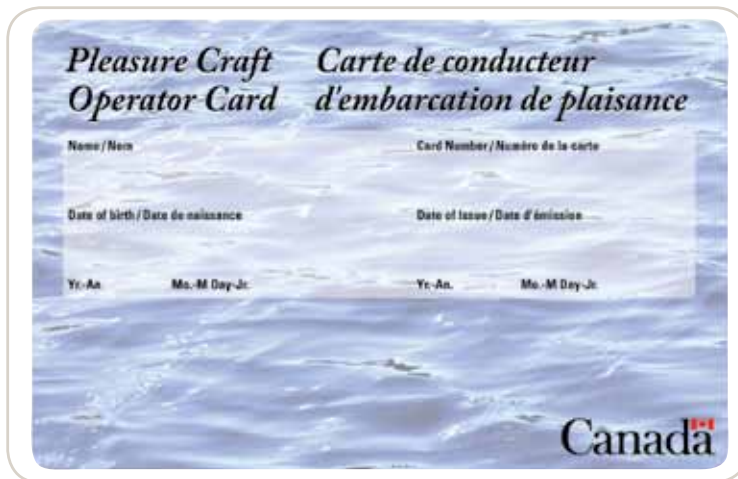 Pleasure Craft Carte de conducteur
Operator Card d'embarcation de plaisance
Name/Nom Card Number/Numéro de la carte
Date of birth/Date de naissance Date of Issue/Date d'émission
Yr.-An. Mo.-M Day-Jr. Yr.-An. Mo.-M Day-Jr.
Canada